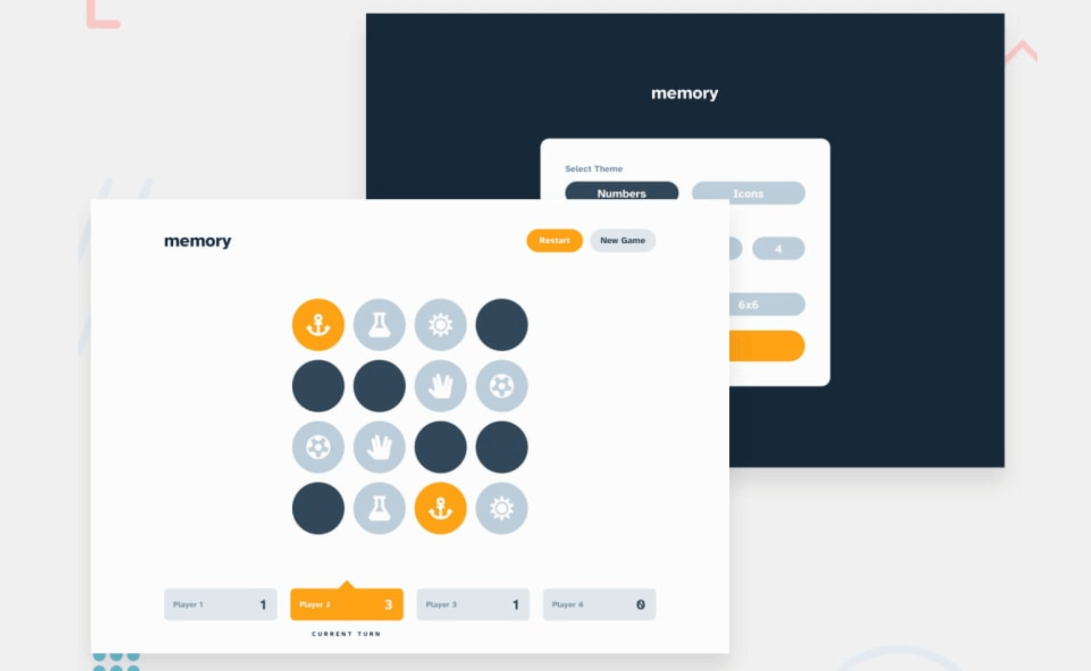 memory
Select Theme
Numbers Icons
4
6x6
memory
Restart New Game
Player 1 1
Player 2 3
Player 3 1
Player 4 0
CURRENT TURN